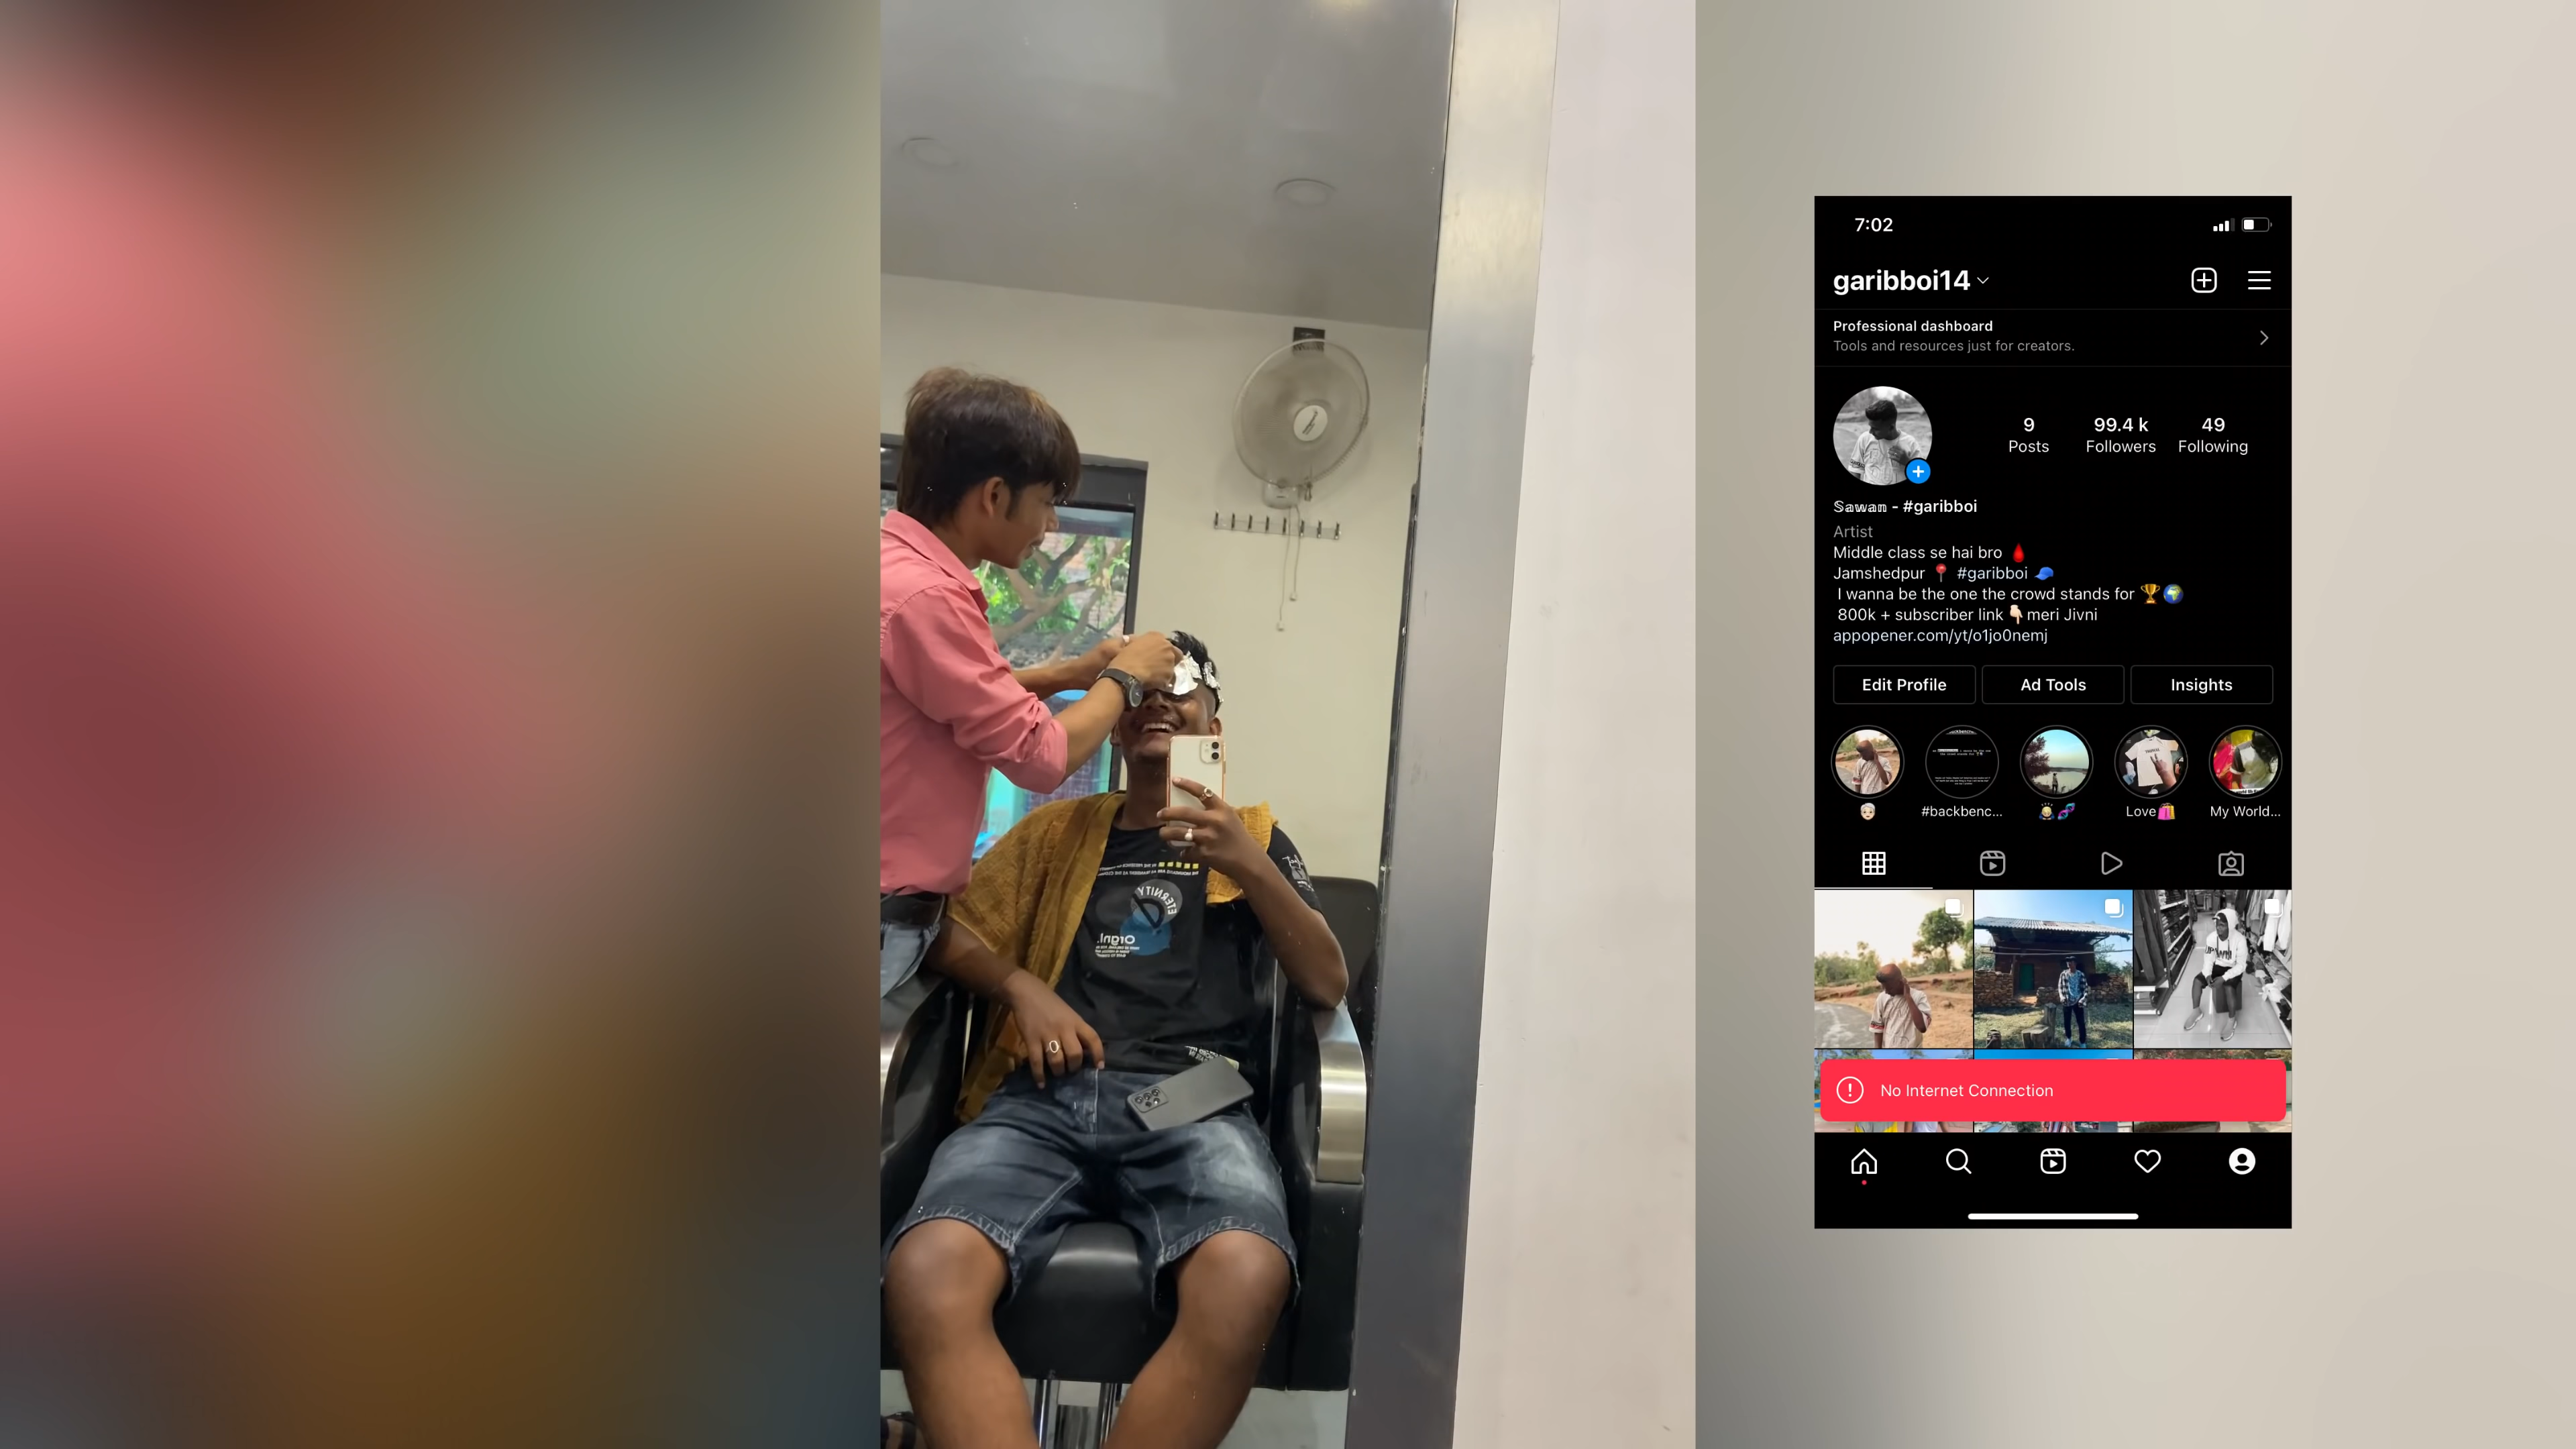 ETERNITY
Orgnl.
7:02
garibboi14
Professional dashboard
Tools and resources just for creators.
9
Posts
99.4 k
Followers
49
Following
𝕊𝕒𝕨𝕒𝕟 - #garibboi
Artist
Middle class se hai bro 🩸
Jamshedpur 📍 #garibboi 🧢
I wanna be the one the crowd stands for 🏆🌍
800k + subscriber link 👇🏻meri Jivni
appopener.com/yt/o1jo0nemj
Edit Profile
Ad Tools
Insights
#backbenc...
Love🛍️
My World...
No Internet Connection